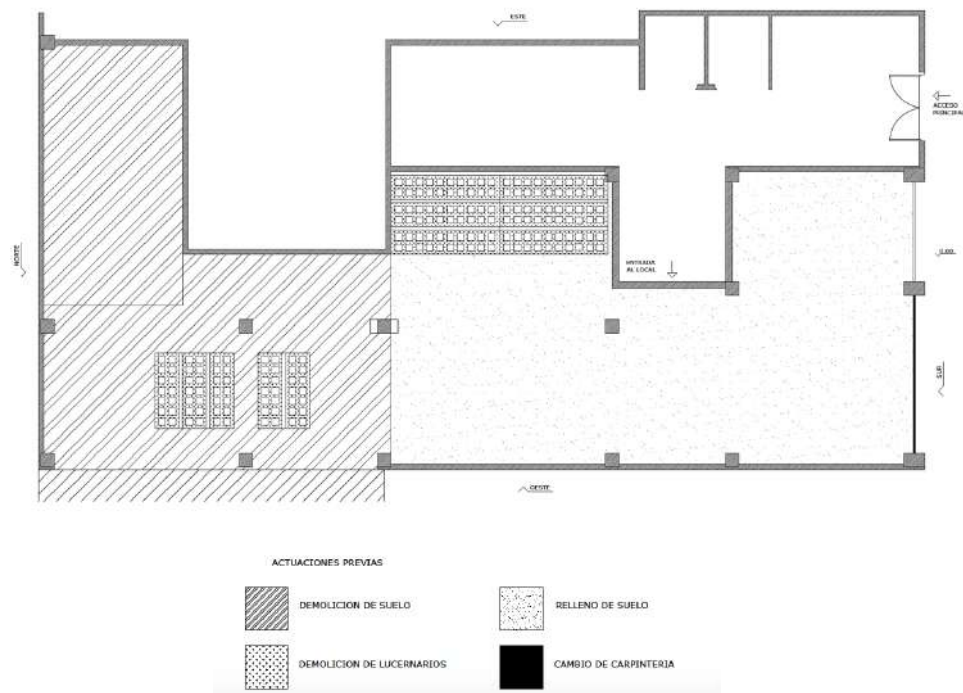 ESTE
ACCESO
PRINCIPAL
NORTE
ENTRADA
AL LOCAL
SUR
OESTE
ACTUACIONES PREVIAS
DEMOLICION DE SUELO
RELLENO DE SUELO
DEMOLICION DE LUCERNARIOS
CAMBIO DE CARPINTERIA